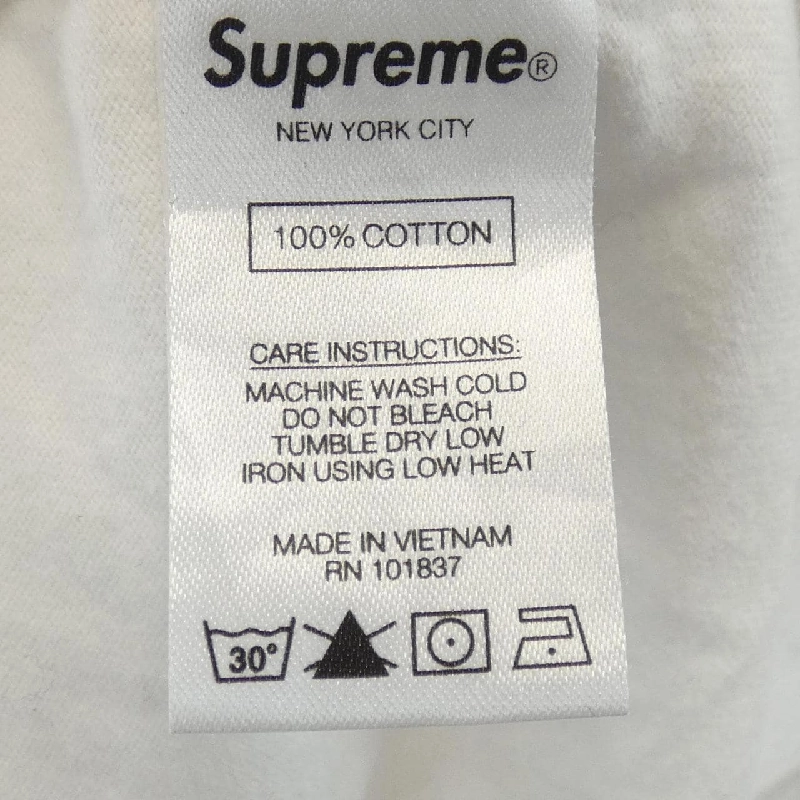 Supreme®
NEW YORK CITY
100% COTTON
CARE INSTRUCTIONS:
MACHINE WASH COLD
DO NOT BLEACH
TUMBLE DRY LOW
IRON USING LOW HEAT
MADE IN VIETNAM
RN 101837
30°